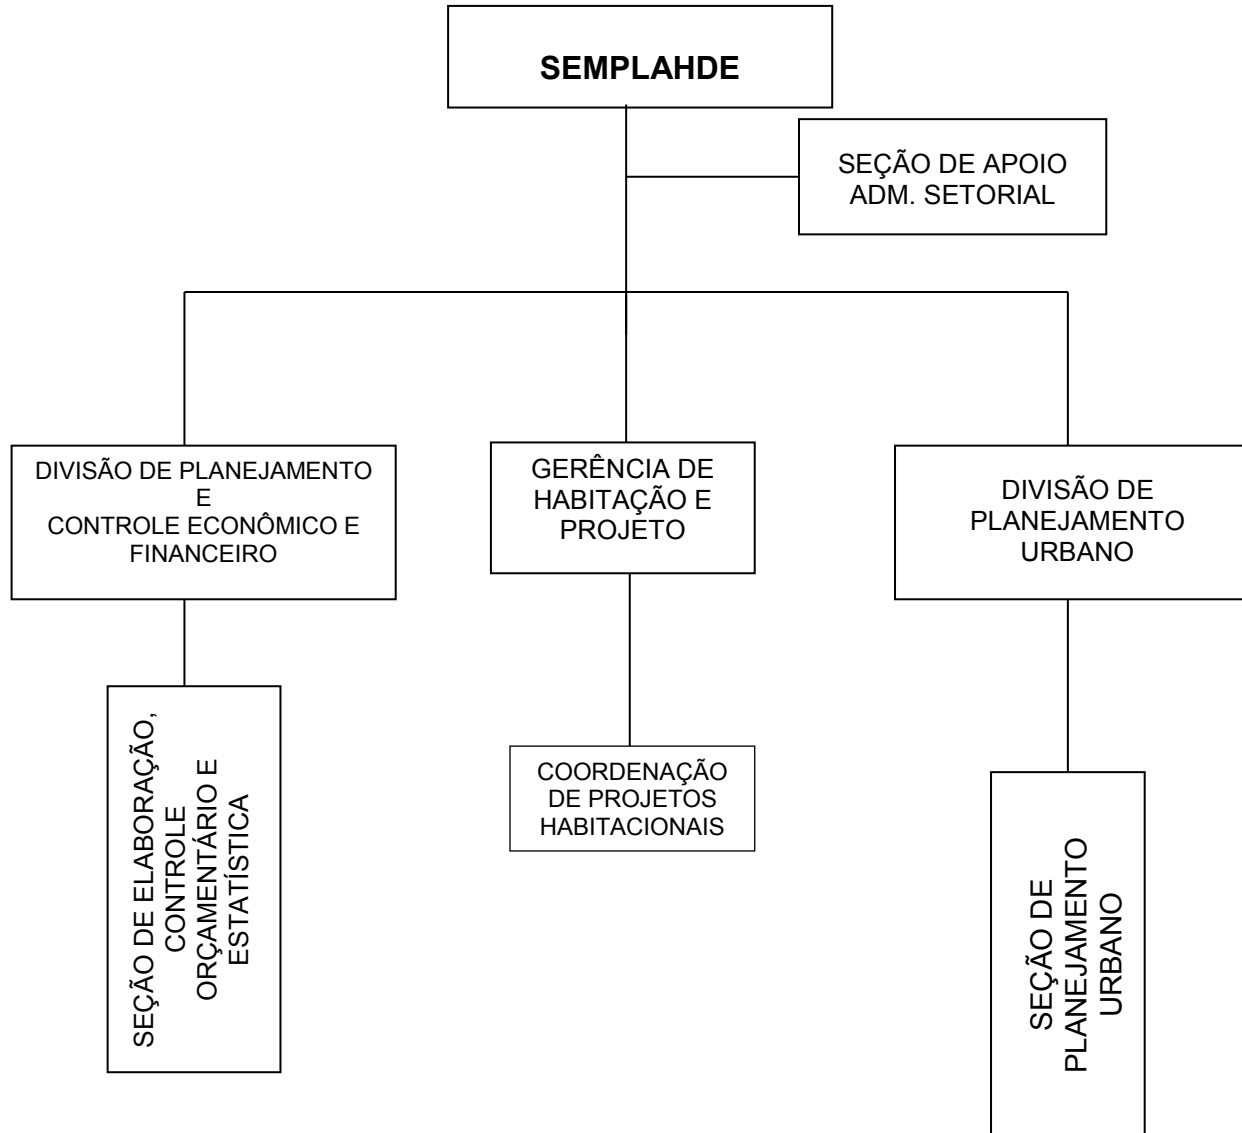 SEMPLAHDE
SEÇÃO DE APOIO
ADM. SETORIAL
DIVISÃO DE PLANEJAMENTO
E
CONTROLE ECONÔMICO E
FINANCEIRO
GERÊNCIA DE
HABITAÇÃO E
PROJETO
DIVISÃO DE
PLANEJAMENTO
URBANO
SEÇÃO DE ELABORAÇÃO,
CONTROLE
ORÇAMENTÁRIO E
ESTATÍSTICA
COORDENAÇÃO
DE PROJETOS
HABITACIONAIS
SEÇÃO DE
PLANEJAMENTO
URBANO